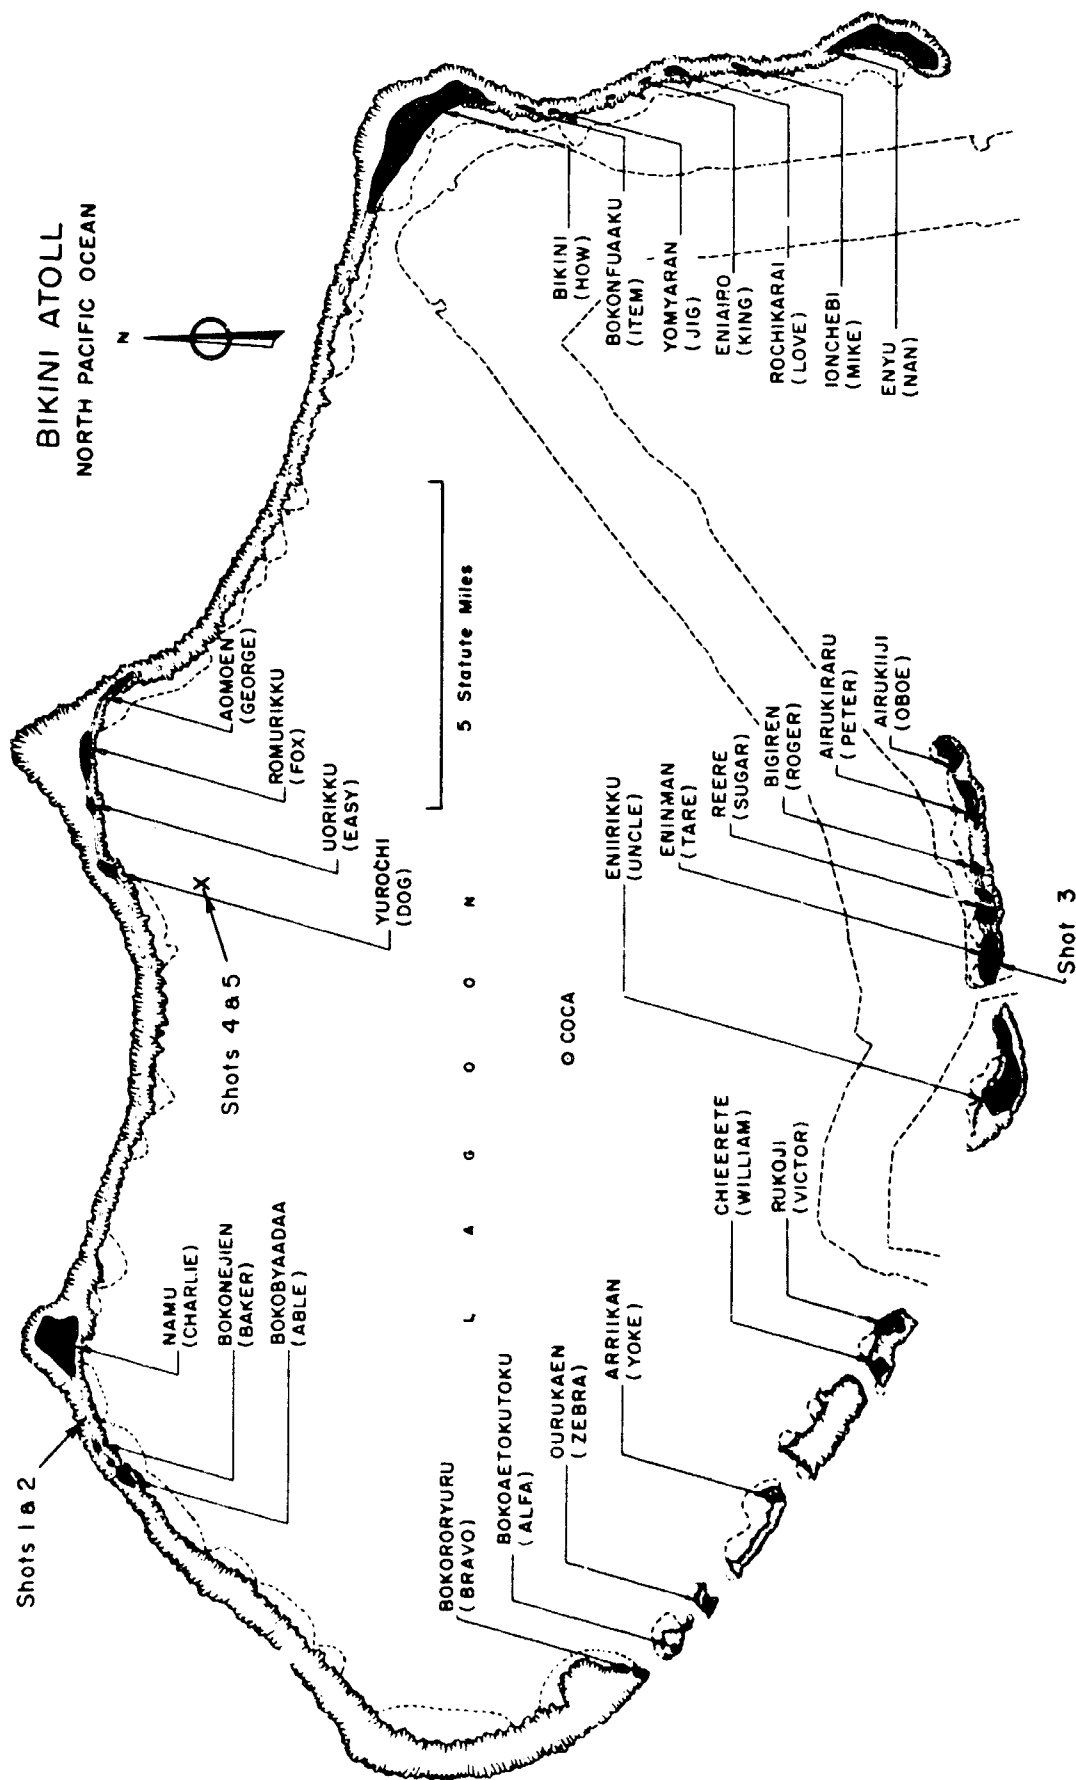 BIKINI ATOLL
NORTH PACIFIC OCEAN
N
Shots 1 & 2
NAMU
(CHARLIE)
BOKONEJIEN
(BAKER)
BOKOBYAADAA
(ABLE)
Shots 4 & 5
YUROCHI
(DOG)
UORIKKU
(EASY)
ROMURIKKU
(FOX)
AOMOEN
(GEORGE)
5 Statute Miles
L A G O O N
COCA
BIKINI
(HOW)
BOKONFUAAKU
(ITEM)
YOMYARAN
(JIG)
ENIAIRO
(KING)
ROCHIKARAI
(LOVE)
IONCHEBI
(MIKE)
ENYU
(NAN)
BOKORORYURU
(BRAVO)
BOKOAETOKUTOKU
(ALFA)
OURUKAEN
(ZEBRA)
ARRIIKAN
(YOKE)
CHIEERETE
(WILLIAM)
RUKOJI
(VICTOR)
ENIIRIKKU
(UNCLE)
ENINMAN
(TARE)
REERE
(SUGAR)
BIGIREN
(ROGER)
AIRUKIRARU
(PETER)
AIRUKIIJI
(OBOE)
Shot 3